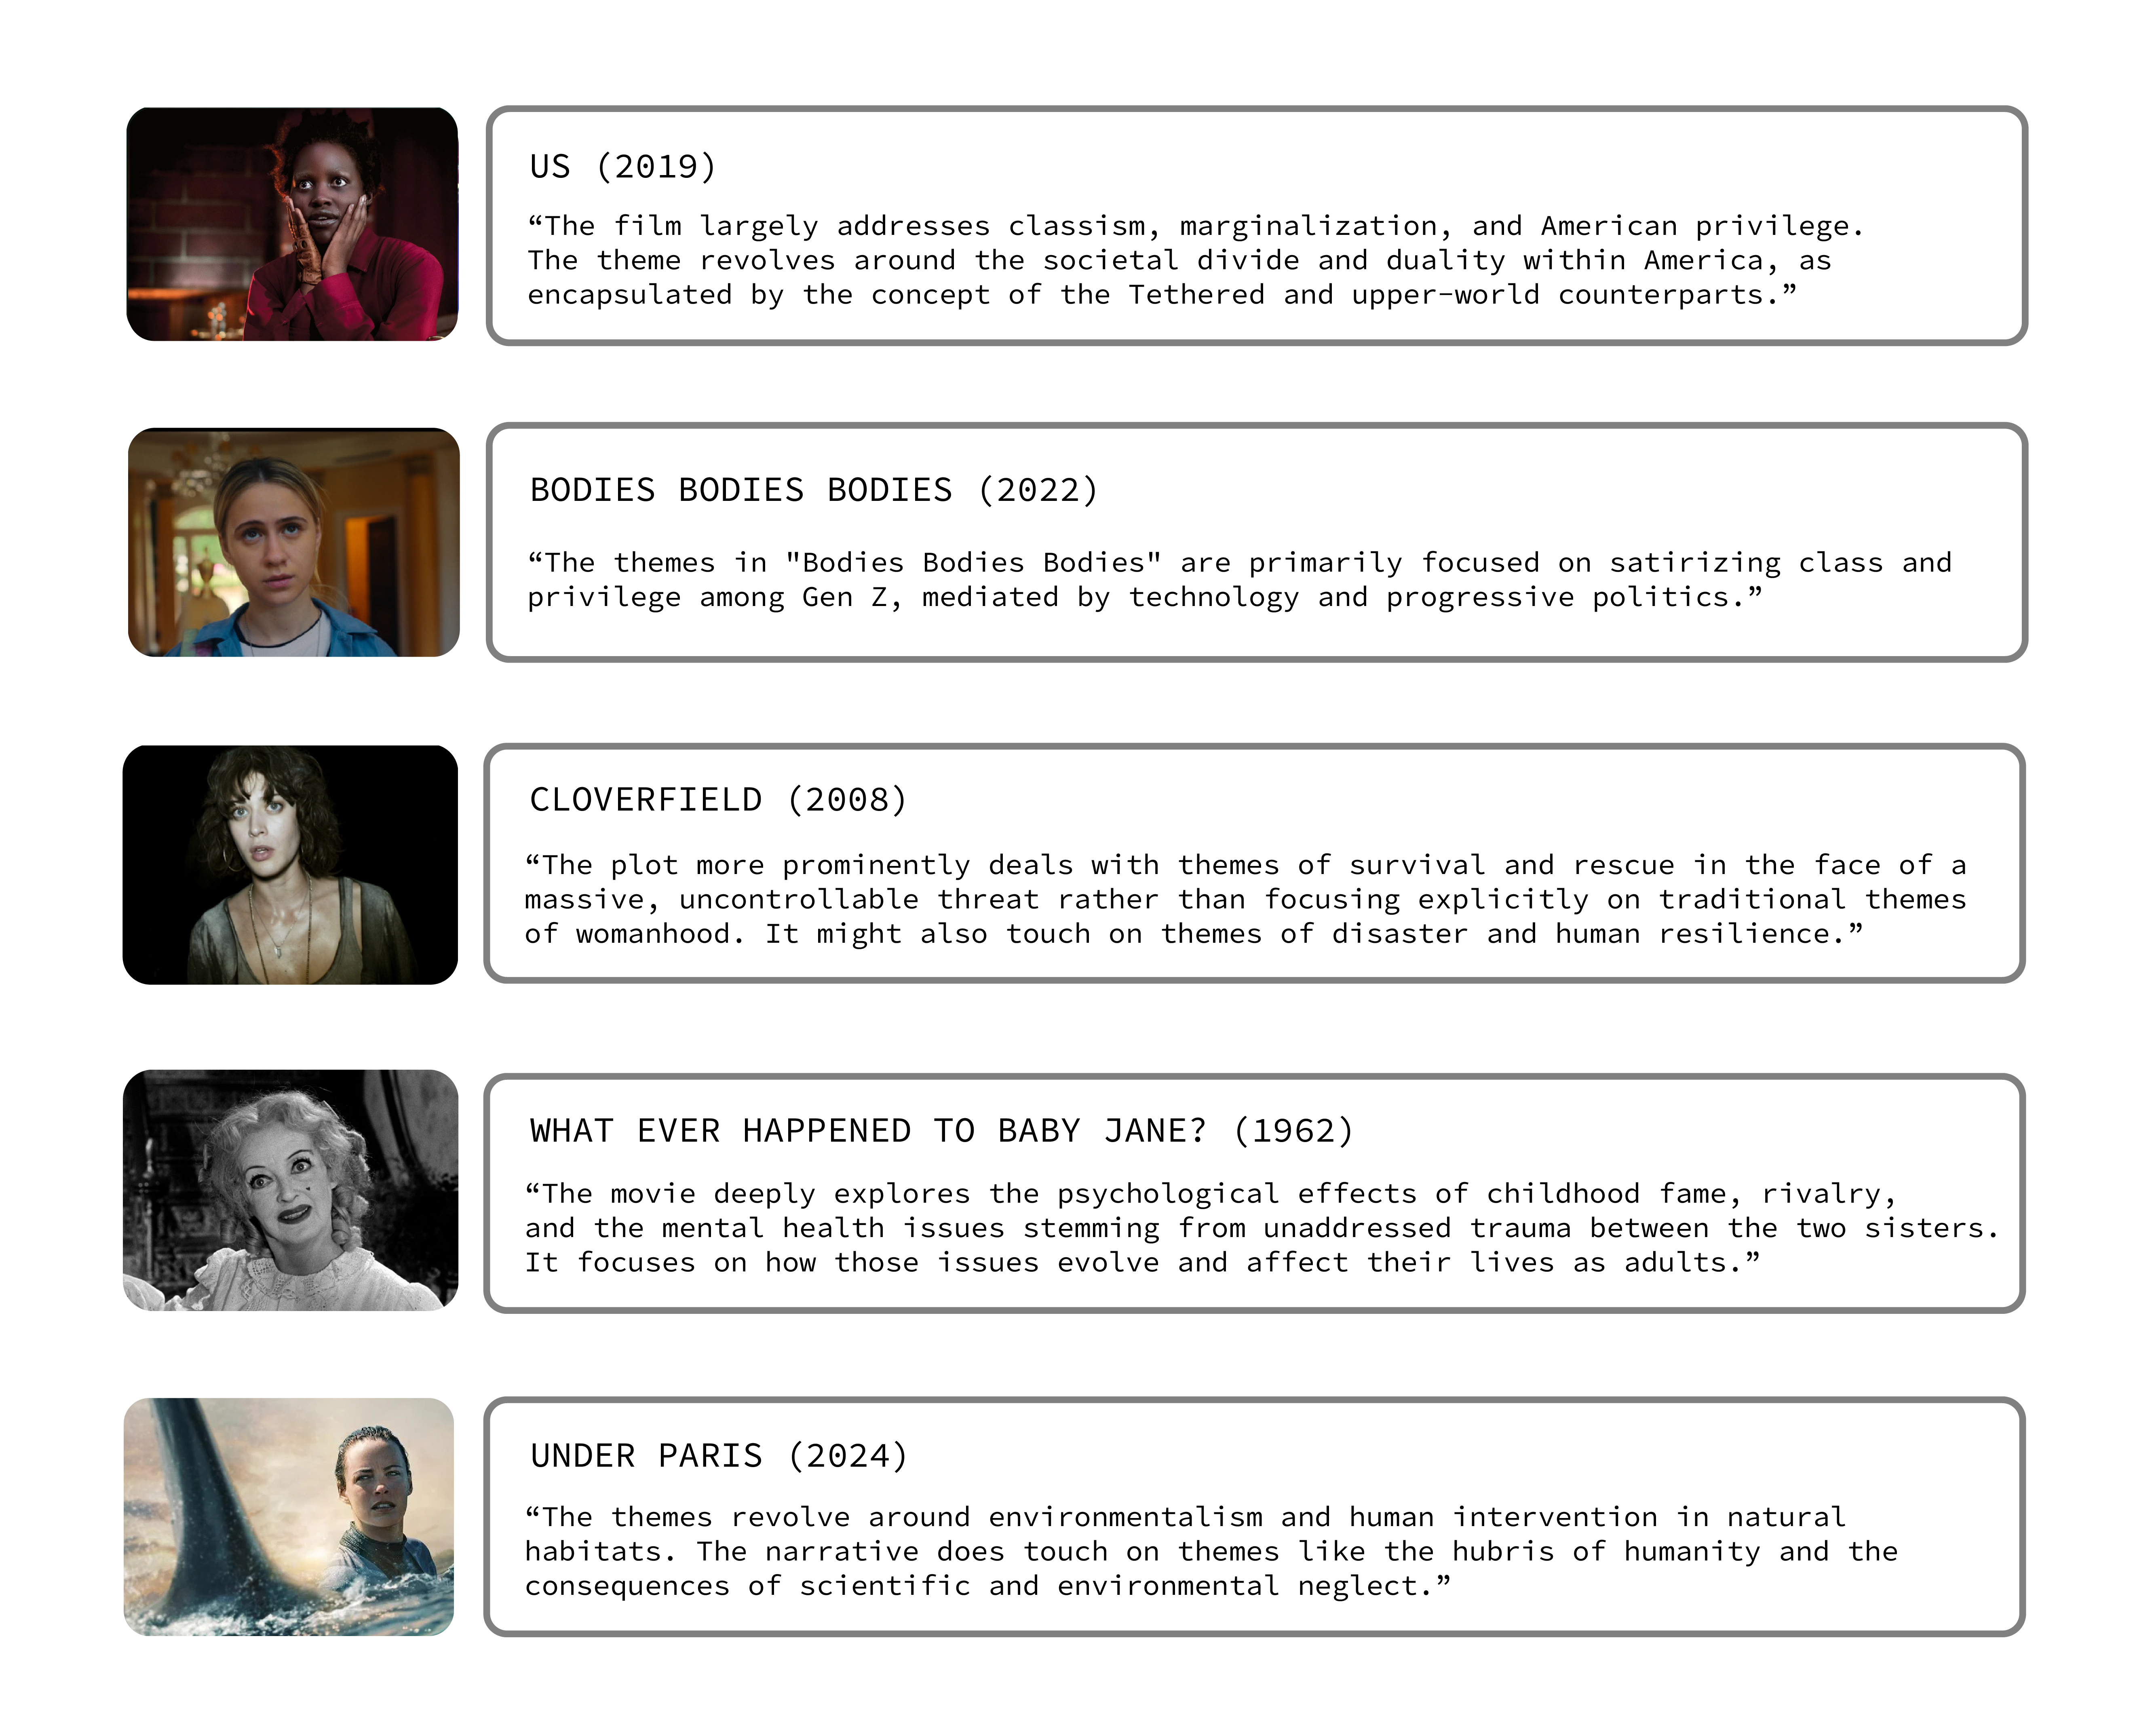 US (2019)
“The film largely addresses classism, marginalization, and American privilege.
The theme revolves around the societal divide and duality within America, as
encapsulated by the concept of the Tethered and upper-world counterparts.”
BODIES BODIES BODIES (2022)
“The themes in "Bodies Bodies Bodies" are primarily focused on satirizing class and
privilege among Gen Z, mediated by technology and progressive politics.”
CLOVERFIELD (2008)
“The plot more prominently deals with themes of survival and rescue in the face of a
massive, uncontrollable threat rather than focusing explicitly on traditional themes
of womanhood. It might also touch on themes of disaster and human resilience.”
WHAT EVER HAPPENED TO BABY JANE? (1962)
“The movie deeply explores the psychological effects of childhood fame, rivalry,
and the mental health issues stemming from unaddressed trauma between the two sisters.
It focuses on how those issues evolve and affect their lives as adults.”
UNDER PARIS (2024)
“The themes revolve around environmentalism and human intervention in natural
habitats. The narrative does touch on themes like the hubris of humanity and the
consequences of scientific and environmental neglect.”